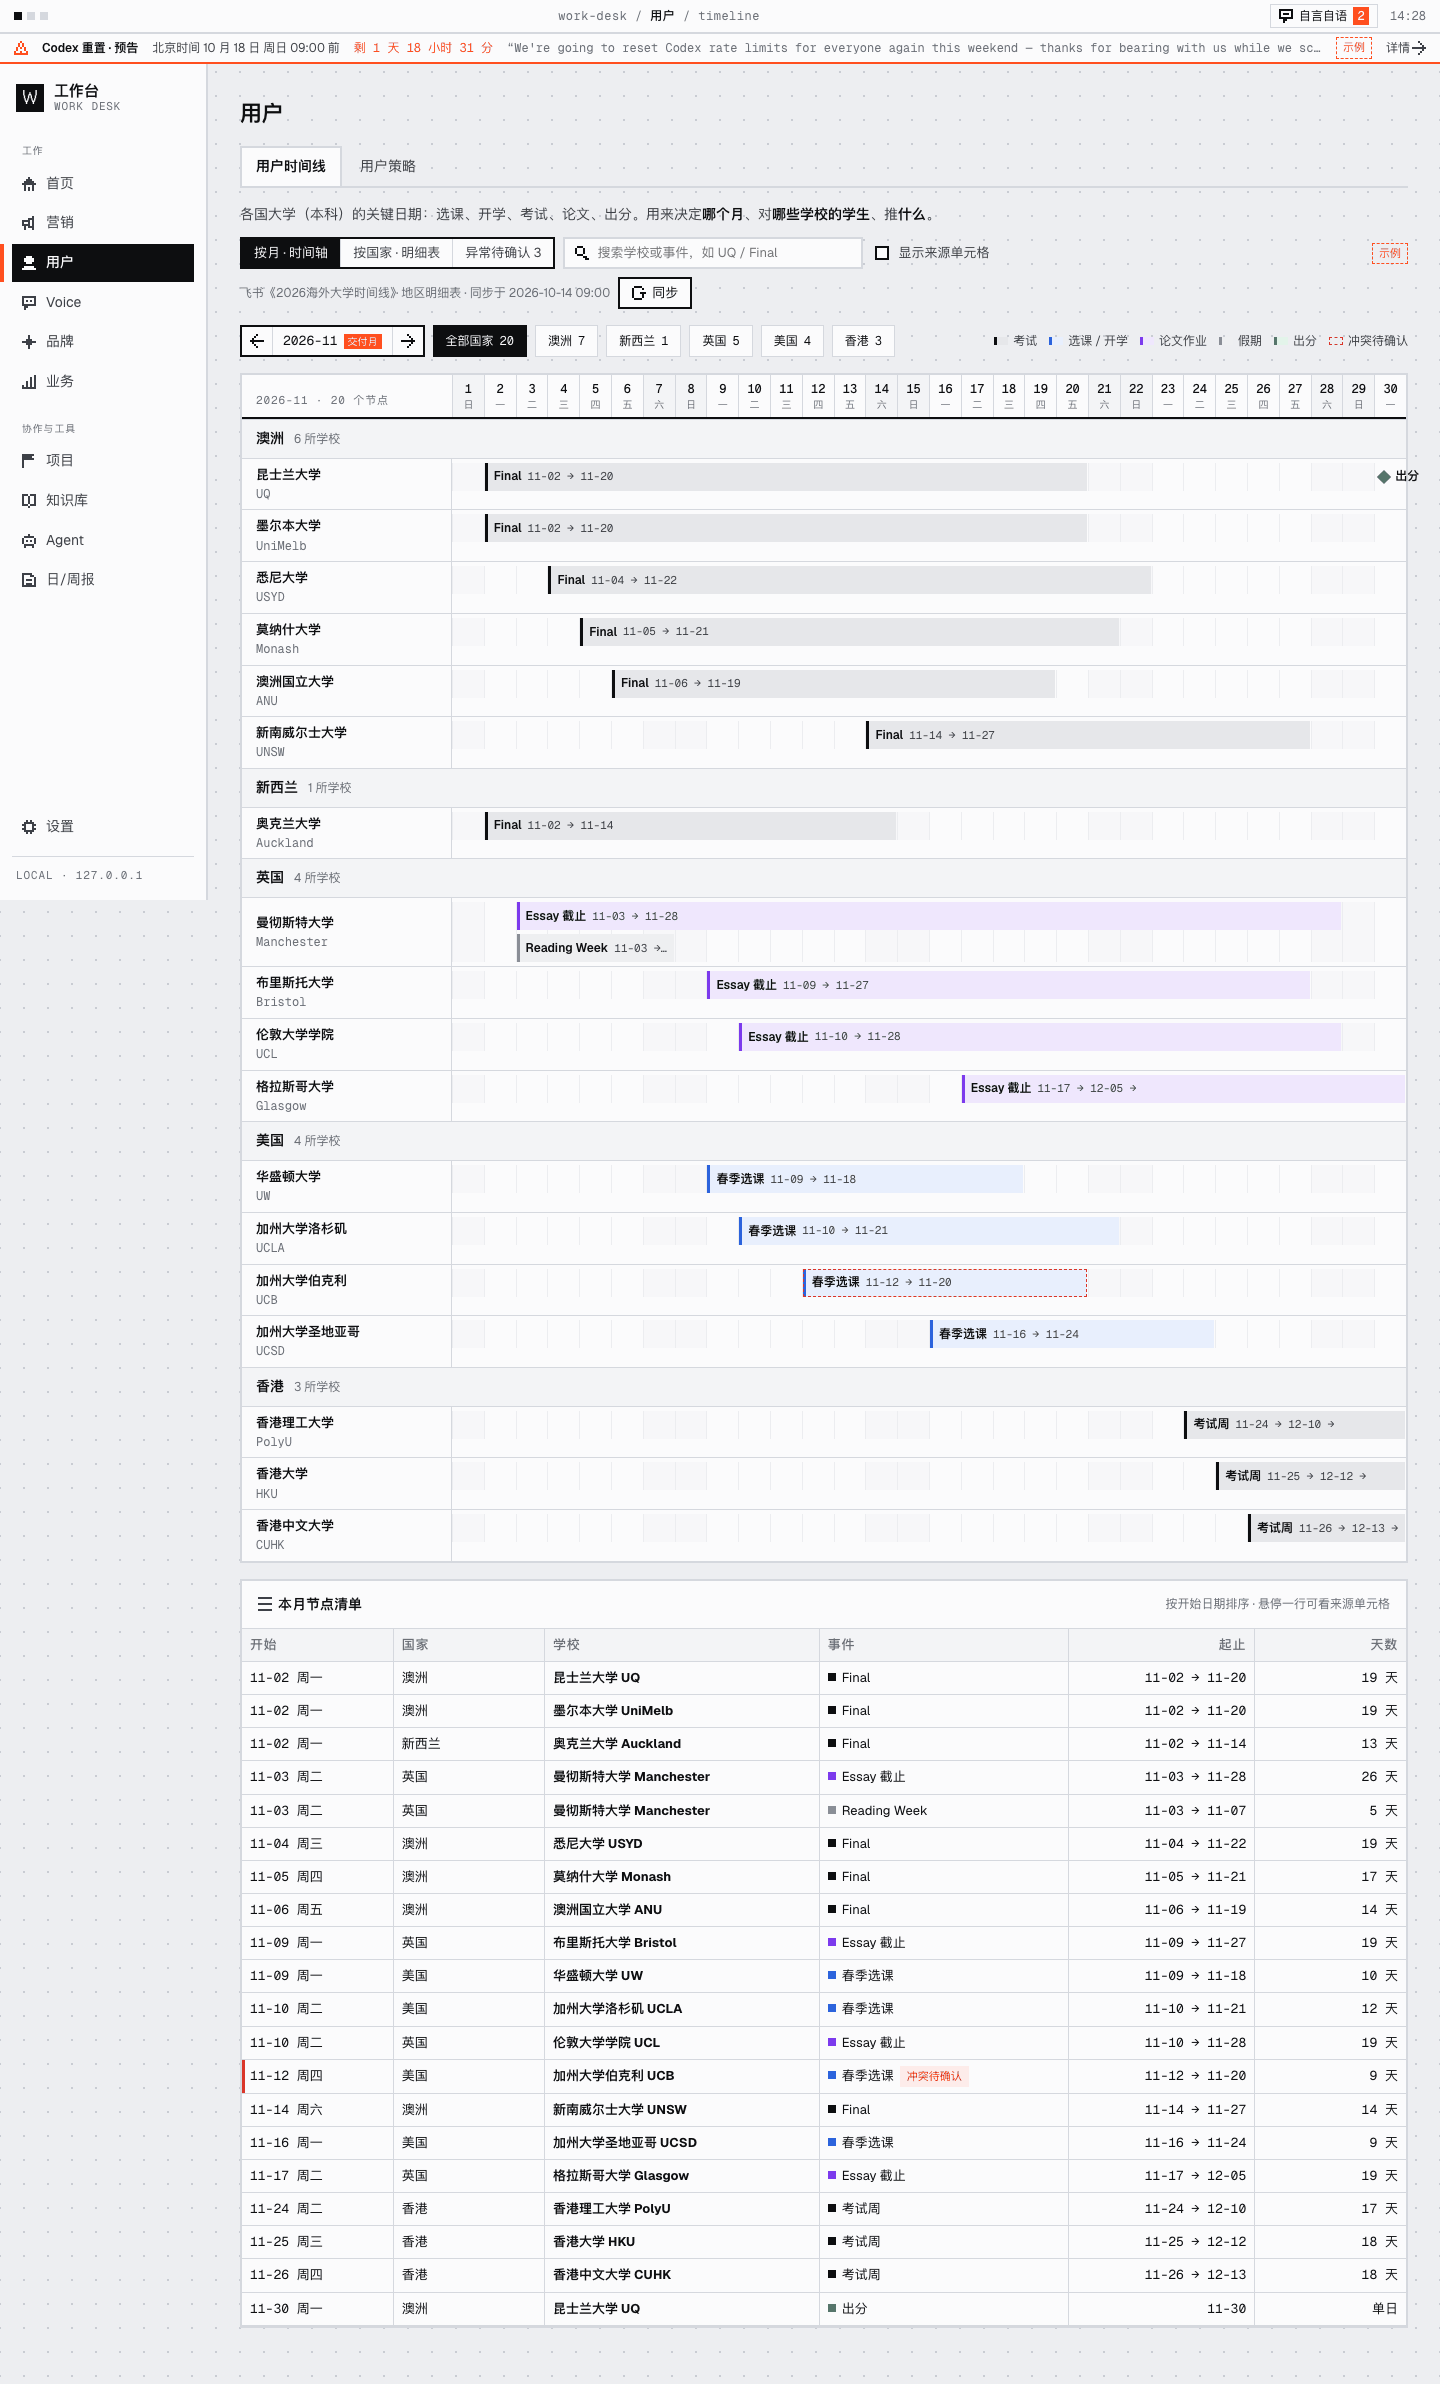 work-desk / 用户 / timeline
自言自语 2
14:28
Codex 重置 · 预告 北京时间 10 月 18 日 周日 09:00 前 剩 1 天 18 小时 31 分 “We're going to reset Codex rate limits for everyone again this weekend — thanks for bearing with us while we sc… 示例 详情
W
工作台
WORK DESK
工作
首页
营销
用户
Voice
品牌
业务
协作与工具
项目
知识库
Agent
日/周报
设置
LOCAL · 127.0.0.1
用户
用户时间线 用户策略
各国大学（本科）的关键日期：选课、开学、考试、论文、出分。用来决定哪个月、对哪些学校的学生、推什么。
按月 · 时间轴 按国家 · 明细表 异常待确认 3 搜索学校或事件，如 UQ / Final 显示来源单元格 示例
飞书《2026海外大学时间线》地区明细表 · 同步于 2026-10-14 09:00 同步
← 2026-11 交付月 → 全部国家 20 澳洲 7 新西兰 1 英国 5 美国 4 香港 3 考试 选课 / 开学 论文作业 假期 出分 冲突待确认
2026-11 · 20 个节点
1 2 3 4 5 6 7 8 9 10 11 12 13 14 15 16 17 18 19 20 21 22 23 24 25 26 27 28 29 30
日 一 二 三 四 五 六 日 一 二 三 四 五 六 日 一 二 三 四 五 六 日 一 二 三 四 五 六 日 一
澳洲 6 所学校
昆士兰大学 Final 11-02 → 11-20 出分
UQ
墨尔本大学 Final 11-02 → 11-20
UniMelb
悉尼大学 Final 11-04 → 11-22
USYD
莫纳什大学 Final 11-05 → 11-21
Monash
澳洲国立大学 Final 11-06 → 11-19
ANU
新南威尔士大学 Final 11-14 → 11-27
UNSW
新西兰 1 所学校
奥克兰大学 Final 11-02 → 11-14
Auckland
英国 4 所学校
曼彻斯特大学 Essay 截止 11-03 → 11-28
Manchester Reading Week 11-03 →…
布里斯托大学 Essay 截止 11-09 → 11-27
Bristol
伦敦大学学院 Essay 截止 11-10 → 11-28
UCL
格拉斯哥大学 Essay 截止 11-17 → 12-05 →
Glasgow
美国 4 所学校
华盛顿大学 春季选课 11-09 → 11-18
UW
加州大学洛杉矶 春季选课 11-10 → 11-21
UCLA
加州大学伯克利 春季选课 11-12 → 11-20
UCB
加州大学圣地亚哥 春季选课 11-16 → 11-24
UCSD
香港 3 所学校
香港理工大学 考试周 11-24 → 12-10 →
PolyU
香港大学 考试周 11-25 → 12-12 →
HKU
香港中文大学 考试周 11-26 → 12-13 →
CUHK
本月节点清单 按开始日期排序 · 悬停一行可看来源单元格
开始 国家 学校 事件 起止 天数
11-02 周一 澳洲 昆士兰大学 UQ Final 11-02 → 11-20 19 天
11-02 周一 澳洲 墨尔本大学 UniMelb Final 11-02 → 11-20 19 天
11-02 周一 新西兰 奥克兰大学 Auckland Final 11-02 → 11-14 13 天
11-03 周二 英国 曼彻斯特大学 Manchester Essay 截止 11-03 → 11-28 26 天
11-03 周二 英国 曼彻斯特大学 Manchester Reading Week 11-03 → 11-07 5 天
11-04 周三 澳洲 悉尼大学 USYD Final 11-04 → 11-22 19 天
11-05 周四 澳洲 莫纳什大学 Monash Final 11-05 → 11-21 17 天
11-06 周五 澳洲 澳洲国立大学 ANU Final 11-06 → 11-19 14 天
11-09 周一 英国 布里斯托大学 Bristol Essay 截止 11-09 → 11-27 19 天
11-09 周一 美国 华盛顿大学 UW 春季选课 11-09 → 11-18 10 天
11-10 周二 美国 加州大学洛杉矶 UCLA 春季选课 11-10 → 11-21 12 天
11-10 周二 英国 伦敦大学学院 UCL Essay 截止 11-10 → 11-28 19 天
11-12 周四 美国 加州大学伯克利 UCB 春季选课 冲突待确认 11-12 → 11-20 9 天
11-14 周六 澳洲 新南威尔士大学 UNSW Final 11-14 → 11-27 14 天
11-16 周一 美国 加州大学圣地亚哥 UCSD 春季选课 11-16 → 11-24 9 天
11-17 周二 英国 格拉斯哥大学 Glasgow Essay 截止 11-17 → 12-05 19 天
11-24 周二 香港 香港理工大学 PolyU 考试周 11-24 → 12-10 17 天
11-25 周三 香港 香港大学 HKU 考试周 11-25 → 12-12 18 天
11-26 周四 香港 香港中文大学 CUHK 考试周 11-26 → 12-13 18 天
11-30 周一 澳洲 昆士兰大学 UQ 出分 11-30 单日